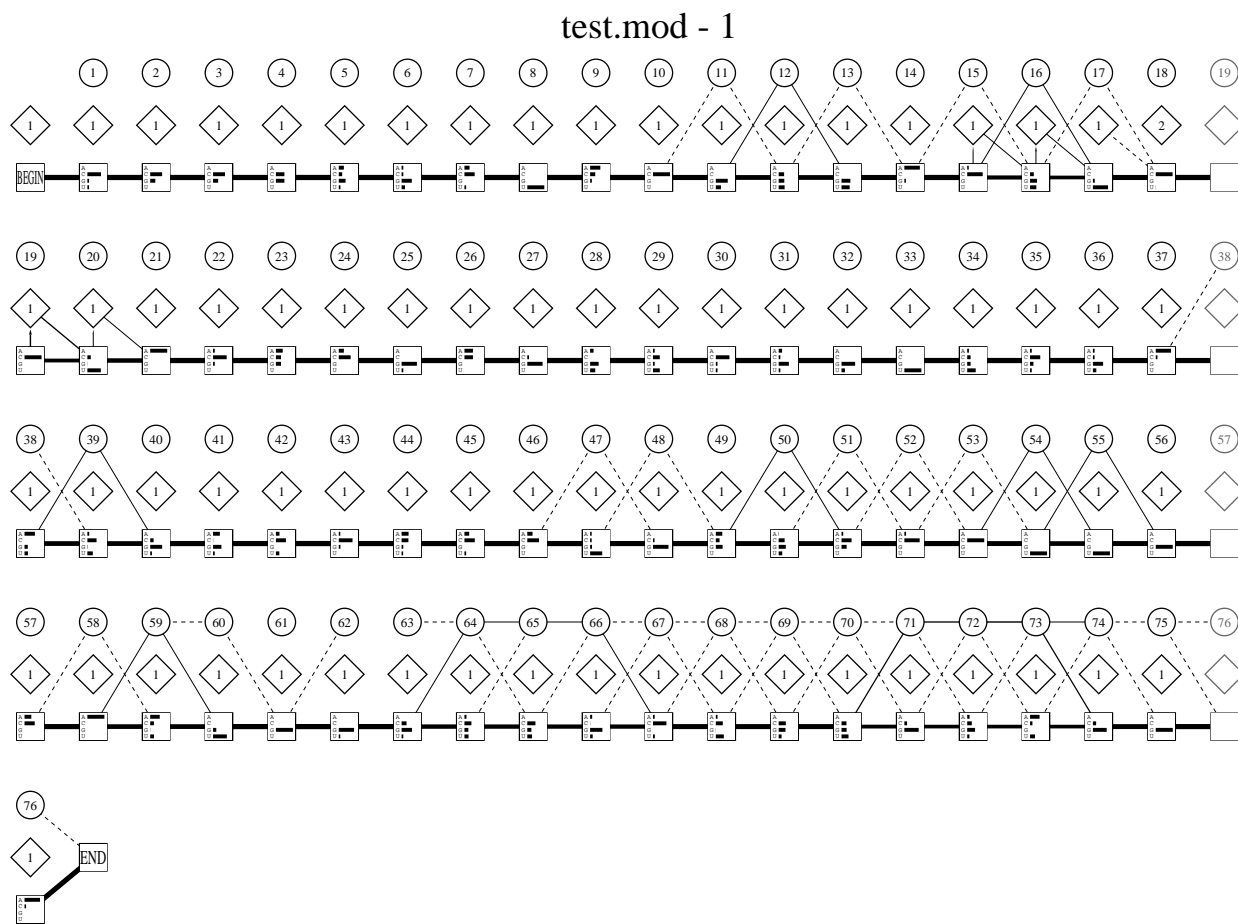 test.mod - 1
1 2 3 4 5 6 7 8 9 10 11 12 13 14 15 16 17 18 19
1 1 1 1 1 1 1 1 1 1 1 1 1 1 1 1 1 1 2
BEGIN A C G U A C G U A C G U A C G U A C G U A C G U A C G U A C G U A C G U A C G U A C G U A C G U A C G U A C G U A C G U A C G U A C G U A C G U
19 20 21 22 23 24 25 26 27 28 29 30 31 32 33 34 35 36 37 38
1 1 1 1 1 1 1 1 1 1 1 1 1 1 1 1 1 1 1
A C G U A C G U A C G U A C G U A C G U A C G U A C G U A C G U A C G U A C G U A C G U A C G U A C G U A C G U A C G U A C G U A C G U A C G U A C G U
38 39 40 41 42 43 44 45 46 47 48 49 50 51 52 53 54 55 56 57
1 1 1 1 1 1 1 1 1 1 1 1 1 1 1 1 1 1 1
A C G U A C G U A C G U A C G U A C G U A C G U A C G U A C G U A C G U A C G U A C G U A C G U A C G U A C G U A C G U A C G U A C G U A C G U A C G U
57 58 59 60 61 62 63 64 65 66 67 68 69 70 71 72 73 74 75 76
1 1 1 1 1 1 1 1 1 1 1 1 1 1 1 1 1 1 1
A C G U A C G U A C G U A C G U A C G U A C G U A C G U A C G U A C G U A C G U A C G U A C G U A C G U A C G U A C G U A C G U A C G U A C G U A C G U
76
1 END
A C G U